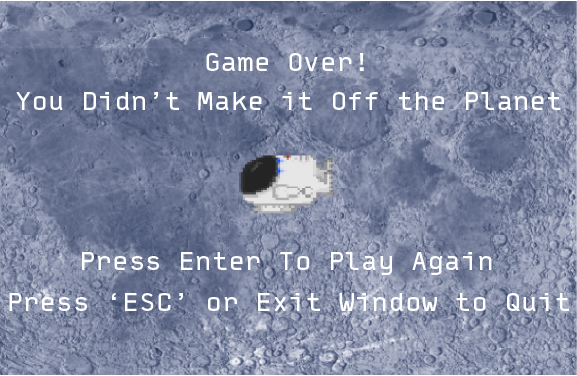 Game Over!
You Didn’t Make it Off the Planet
Press Enter To Play Again
Press ‘ESC’ or Exit Window to Quit